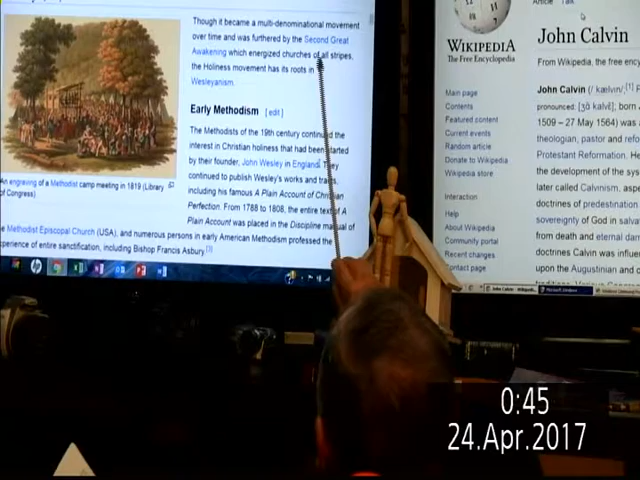 Though it became a multi-denominational movement
over time and was furthered by the Second Great
Awakening which energized churches of all stripes,
the Holiness movement has its roots in
Wesleyanism.
An engraving of a Methodist camp meeting in 1819 (Library
of Congress).
Early Methodism [edit]
The Methodists of the 19th century continued the
interest in Christian holiness that had been started
by their founder, John Wesley in England. They
continued to publish Wesley's works and tracts,
including his famous A Plain Account of Christian
Perfection. From 1788 to 1808, the entire text of A
Plain Account was placed in the Discipline manual of
the Methodist Episcopal Church (USA), and numerous persons in early American Methodism professed the
experience of entire sanctification, including Bishop Francis Asbury.[3]
Article Talk
WIKIPEDIA
The Free Encyclopedia
Main page
Contents
Featured content
Current events
Random article
Donate to Wikipedia
Wikipedia store
Interaction
Help
About Wikipedia
Community portal
Recent changes
Contact page
John Calvin
From Wikipedia, the free ency
John Calvin (/ˈkælvɪn/;[1]
pronounced: [ʒɑ̃ kalvɛ̃]; born
1509 – 27 May 1564) was
theologian, pastor and refo
Protestant Reformation. He
the development of the sys
later called Calvinism, aspe
doctrines of predestination
sovereignty of God in salva
from death and eternal dam
doctrines Calvin was influen
upon the Augustinian and o
hp
0:45
24.Apr.2017